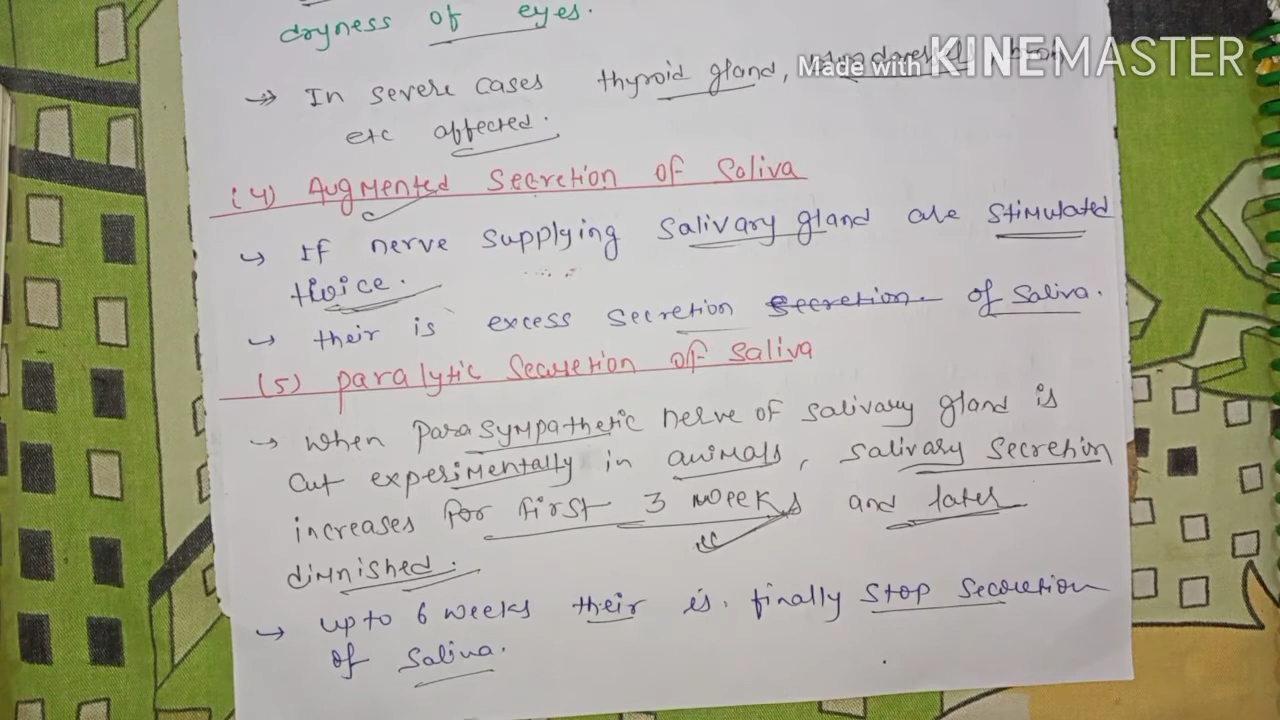 dryness of eyes.
Made with KINEMASTER
↠ In severe cases thyroid gland,
etc affected.
(4) Augmented Secretion of Saliva
→ If nerve supplying Salivary gland are Stimulated
twice.
→ their is excess secretion secretion of Saliva.
(5) Paralytic Secretion of Saliva
→ When parasympathetic nerve of salivary gland is
cut experimentally in animals, salivary secretion
increases for first 3 weeks and later
diminished.
→ upto 6 weeks their is. finally stop secretion
of Saliva.